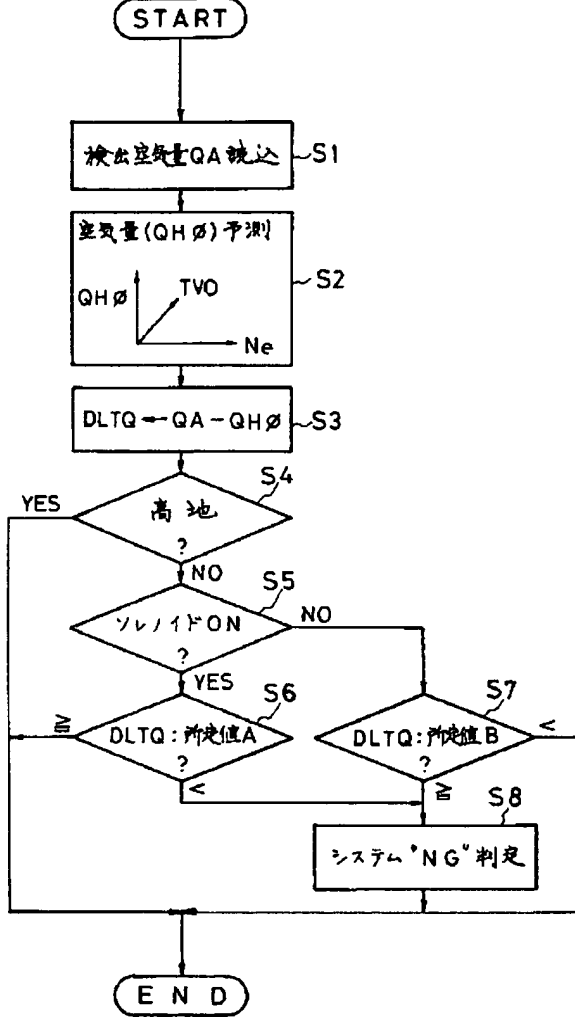 START
検出空気量QA読込
S1
空気量(QHφ)予測
QHφ
TVO
Ne
S2
DLTQ←QA-QHφ
S3
S4
YES
高地
?
NO
S5
ソレノイドON
?
NO
YES
S6
≧
DLTQ:所定値A
?
<
S7
DLTQ:所定値B
?
<
≧
S8
システム"NG"判定
END